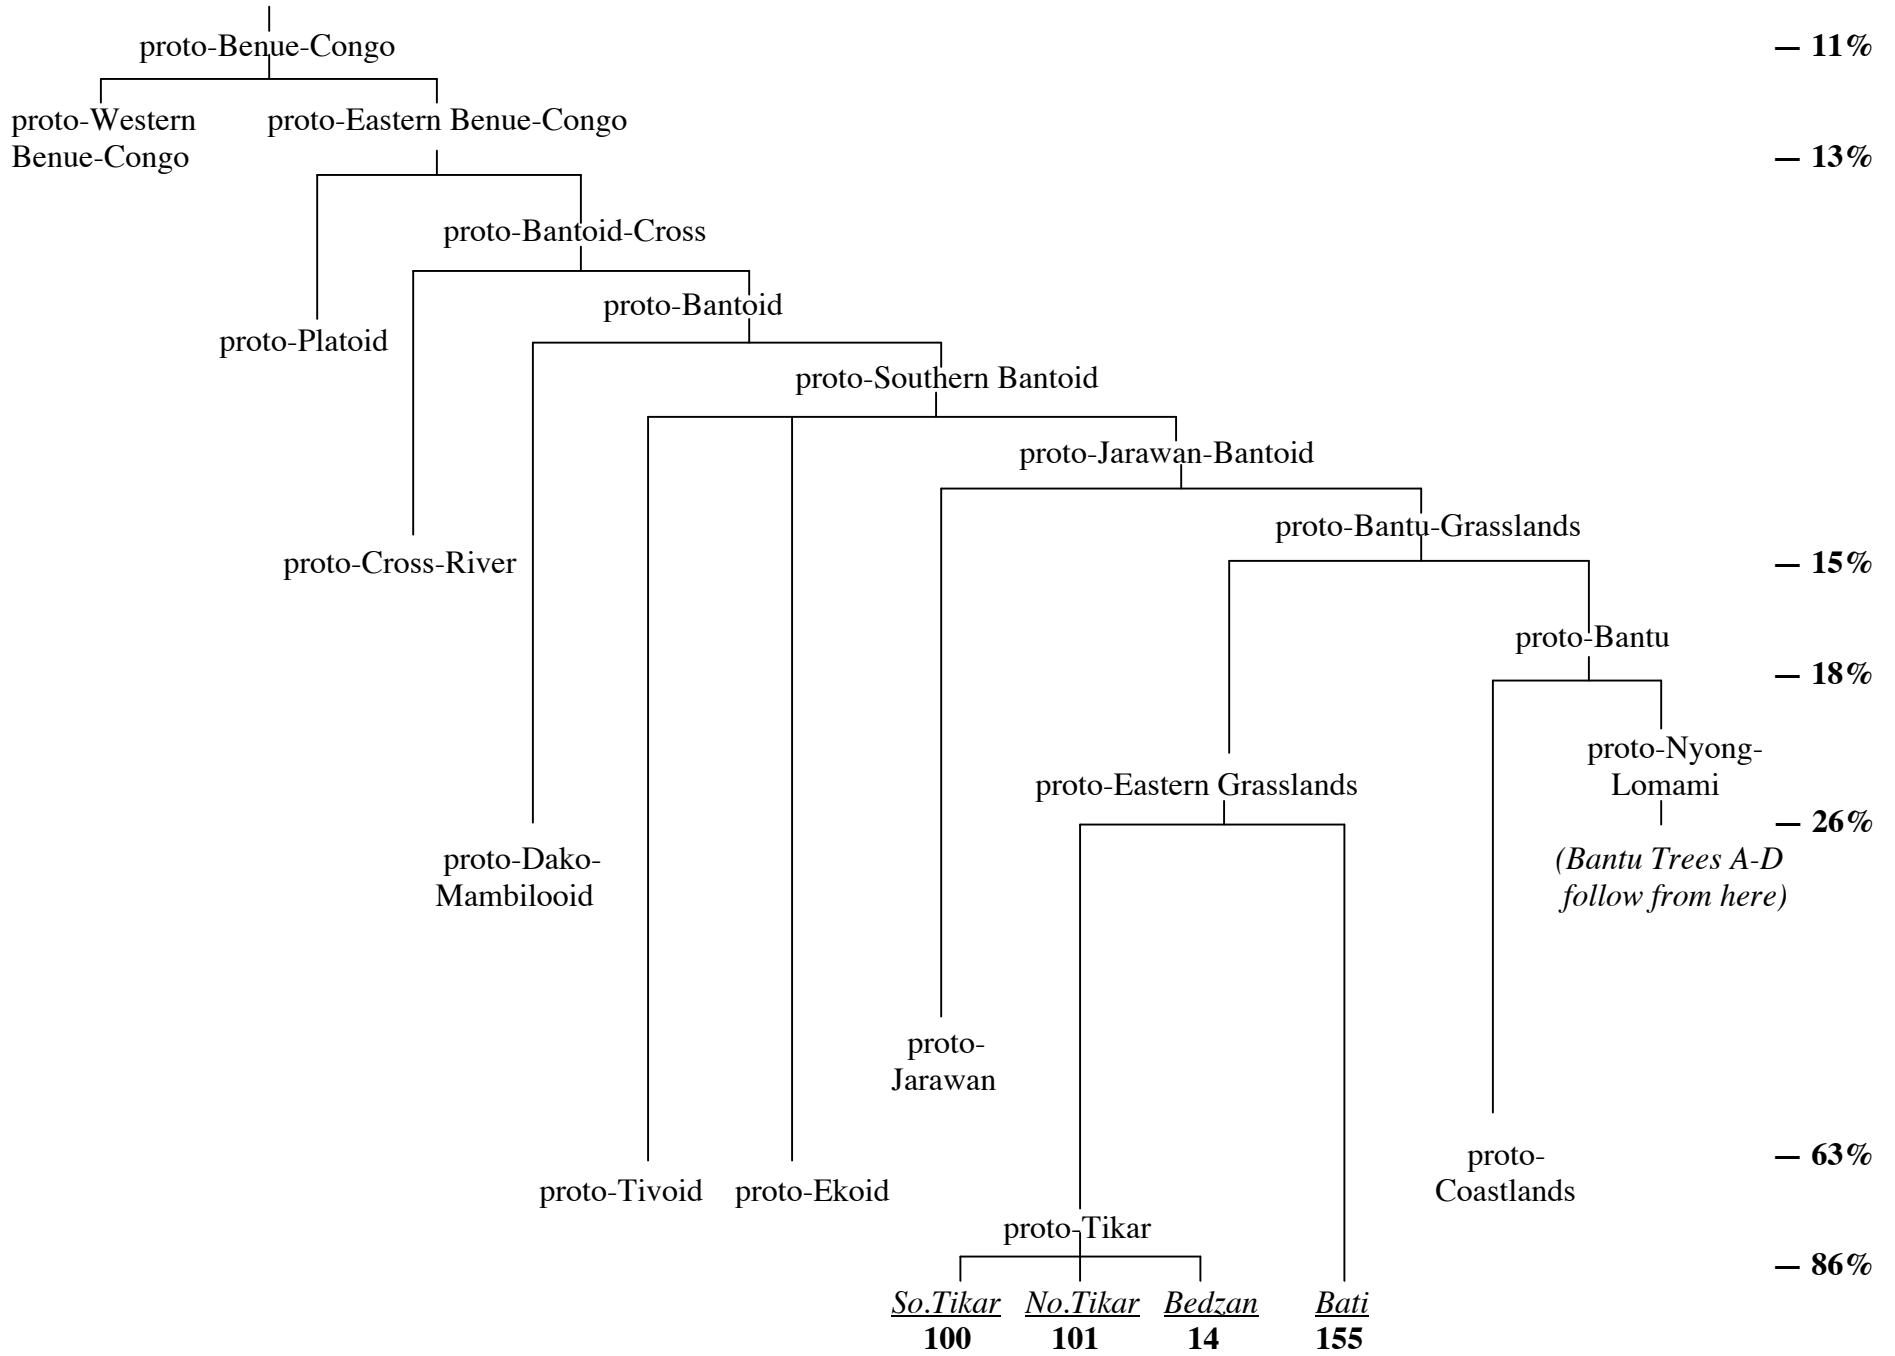 proto-Benue-Congo
— 11%
proto-Western
Benue-Congo
proto-Eastern Benue-Congo
— 13%
proto-Bantoid-Cross
proto-Bantoid
proto-Platoid
proto-Southern Bantoid
proto-Jarawan-Bantoid
proto-Bantu-Grasslands
proto-Cross-River
— 15%
proto-Bantu
— 18%
proto-Nyong-
Lomami
proto-Eastern Grasslands
— 26%
proto-Dako-
Mambilooid
(Bantu Trees A-D
follow from here)
proto-
Jarawan
proto-
Coastlands
— 63%
proto-Tivoid
proto-Ekoid
proto-Tikar
— 86%
So.Tikar
100
No.Tikar
101
Bedzan
14
Bati
155